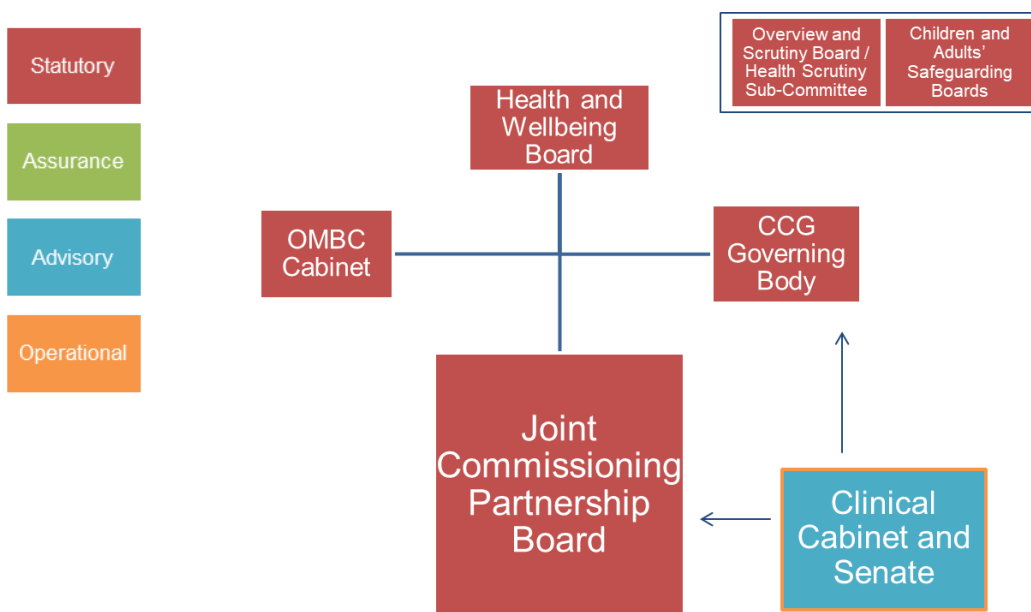 Statutory
Assurance
Advisory
Operational
Overview and
Scrutiny Board /
Health Scrutiny
Sub-Committee
Children and
Adults'
Safeguarding
Boards
Health and
Wellbeing
Board
OMBC
Cabinet
CCG
Governing
Body
Joint
Commissioning
Partnership
Board
Clinical
Cabinet and
Senate